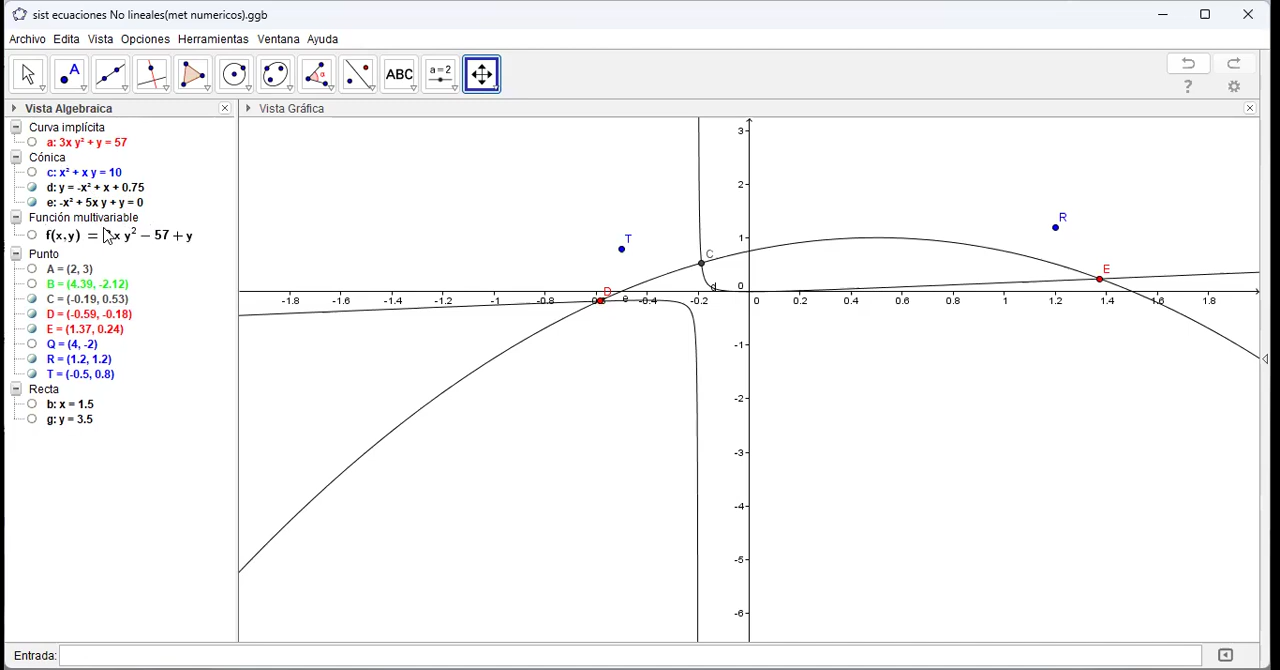 sist ecuaciones No lineales(met numericos).ggb
Archivo Edita Vista Opciones Herramientas Ventana Ayuda
A
α
ABC
a=2
?
Vista Algebraica
Vista Gráfica
Curva implícita
a: 3x y² + y = 57
Cónica
c: x² + x y = 10
d: y = -x² + x + 0.75
e: -x² + 5x y + y = 0
Función multivariable
f(x,y) = x y² − 57 + y
Punto
A = (2, 3)
B = (4.39, -2.12)
C = (-0.19, 0.53)
D = (-0.59, -0.18)
E = (1.37, 0.24)
Q = (4, -2)
R = (1.2, 1.2)
T = (-0.5, 0.8)
Recta
b: x = 1.5
g: y = 3.5
3
2
R
T
1
C
E
D
e
d
0
-1.8 -1.6 -1.4 -1.2 -1 -0.8 -0.4 -0.2 0 0.2 0.4 0.6 0.8 1 1.2 1.4 1.6 1.8
-1
-2
-3
-4
-5
-6
Entrada: